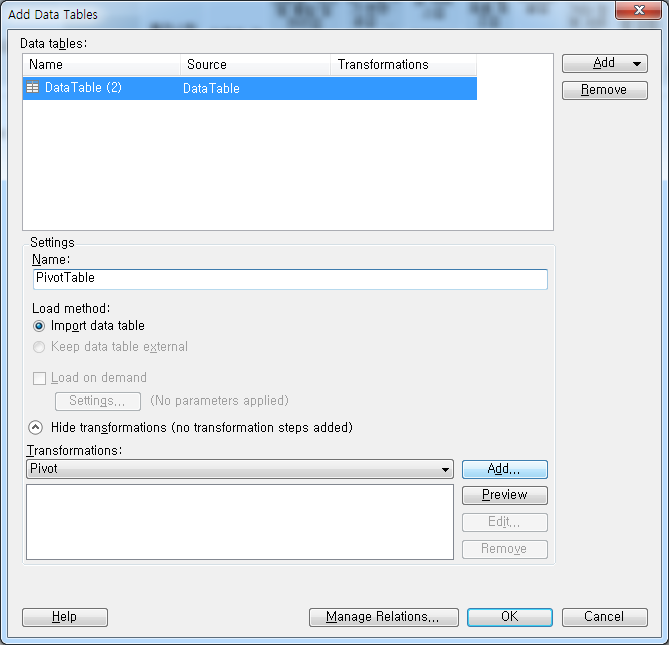 Add Data Tables
Data tables:
Name Source Transformations
DataTable (2) DataTable
Add
Remove
Settings
Name:
PivotTable
Load method:
Import data table
Keep data table external
Load on demand
Settings... (No parameters applied)
Hide transformations (no transformation steps added)
Transformations:
Pivot
Add...
Preview
Edit...
Remove
Help Manage Relations... OK Cancel